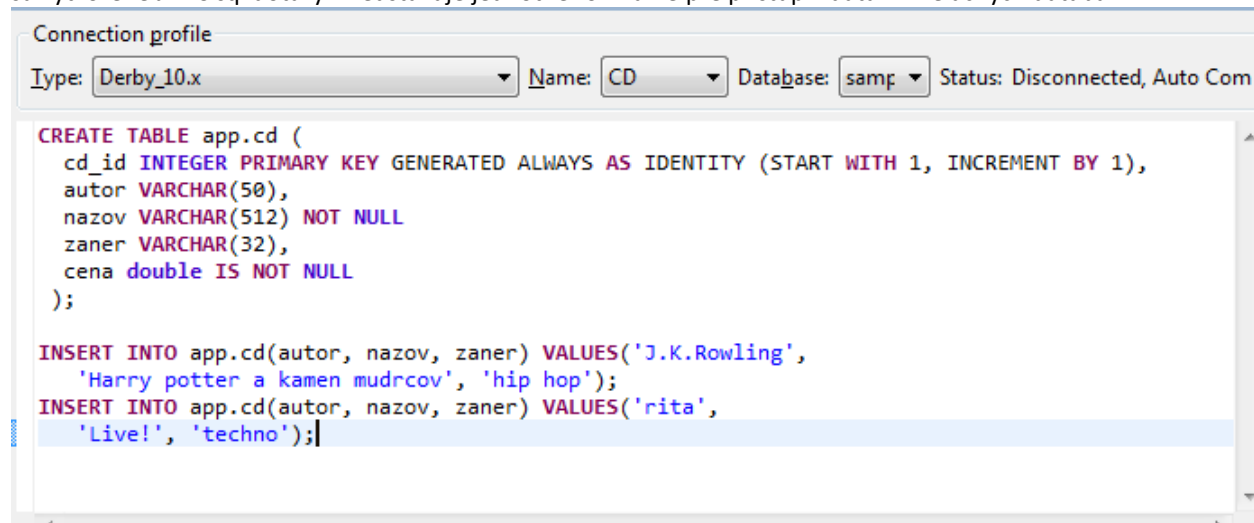 Connection profile
Type: Derby_10.x Name: CD Database: samp Status: Disconnected, Auto Com
CREATE TABLE app.cd (
cd_id INTEGER PRIMARY KEY GENERATED ALWAYS AS IDENTITY (START WITH 1, INCREMENT BY 1),
autor VARCHAR(50),
nazov VARCHAR(512) NOT NULL
zaner VARCHAR(32),
cena double IS NOT NULL
);
INSERT INTO app.cd(autor, nazov, zaner) VALUES('J.K.Rowling',
'Harry potter a kamen mudrcov', 'hip hop');
INSERT INTO app.cd(autor, nazov, zaner) VALUES('rita',
'Live!', 'techno');